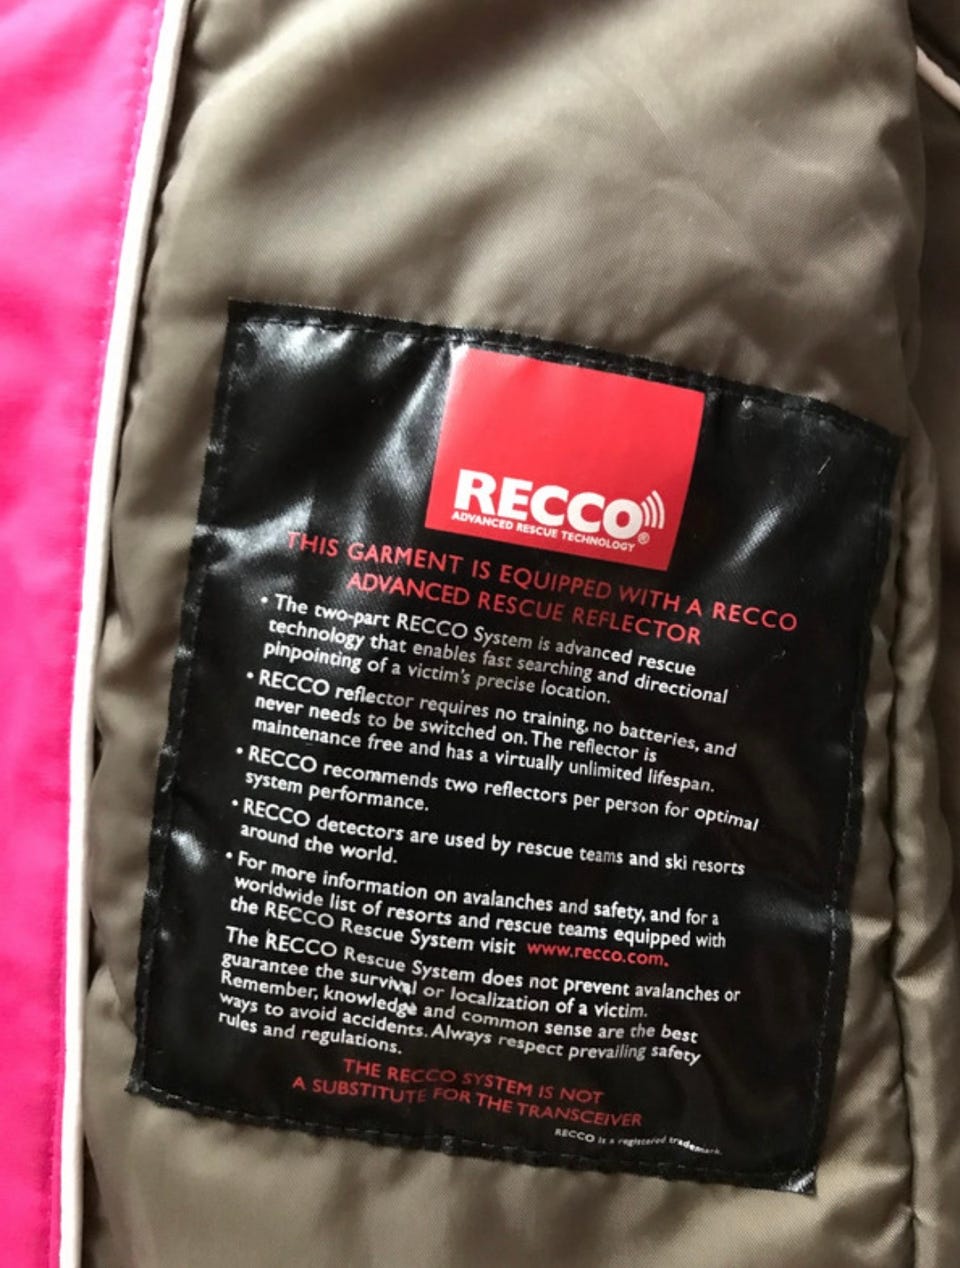 RECCO
ADVANCED RESCUE TECHNOLOGY®
THIS GARMENT IS EQUIPPED WITH A RECCO
ADVANCED RESCUE REFLECTOR
• The two-part RECCO System is advanced rescue
technology that enables fast searching and directional
pinpointing of a victim's precise location.
• RECCO reflector requires no training, no batteries, and
never needs to be switched on. The reflector is
maintenance free and has a virtually unlimited lifespan.
• RECCO recommends two reflectors per person for optimal
system performance.
• RECCO detectors are used by rescue teams and ski resorts
around the world.
• For more information on avalanches and safety, and for a
worldwide list of resorts and rescue teams equipped with
the RECCO Rescue System visit www.recco.com.
The RECCO Rescue System does not prevent avalanches or
guarantee the survival or localization of a victim.
Remember, knowledge and common sense are the best
ways to avoid accidents. Always respect prevailing safety
rules and regulations.
THE RECCO SYSTEM IS NOT
A SUBSTITUTE FOR THE TRANSCEIVER
RECCO is a registered trademark.